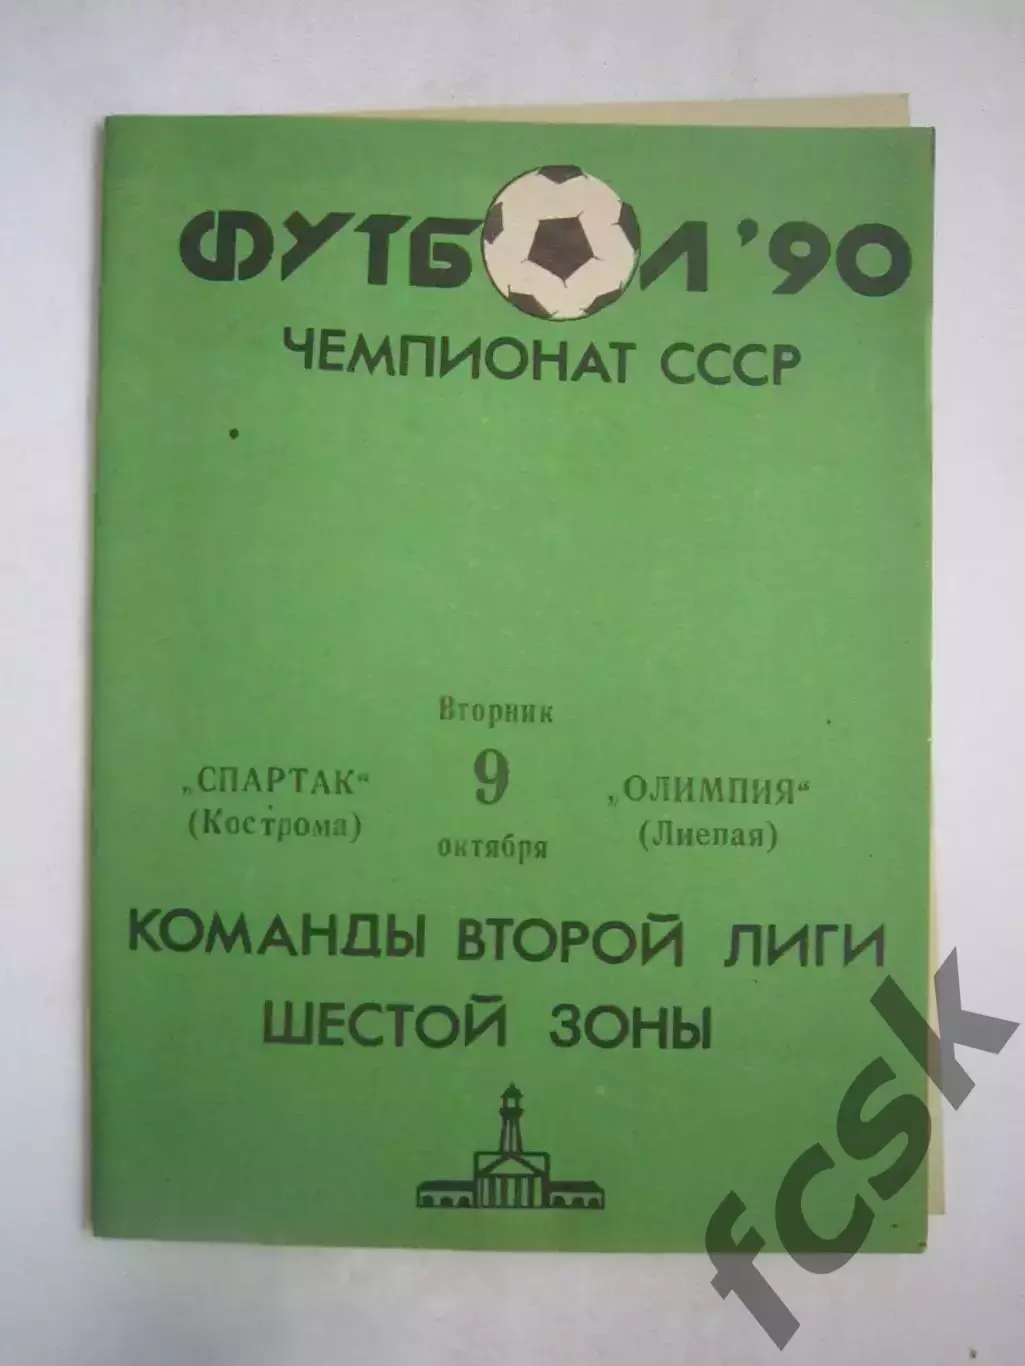 ФУТБОЛ '90
ЧЕМПИОНАТ СССР
Вторник
„СПАРТАК“ 9 „ОЛИМПИЯ“
(Кострома) октября (Лиепая)
КОМАНДЫ ВТОРОЙ ЛИГИ
ШЕСТОЙ ЗОНЫ
fcsk